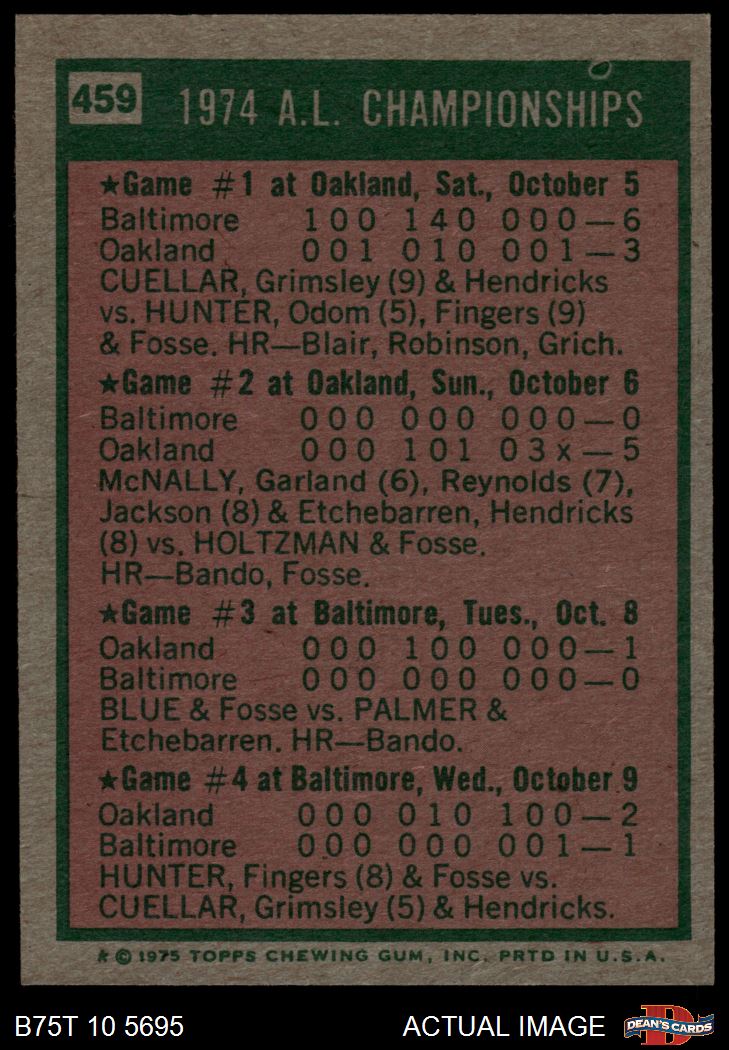 459 1974 A.L. CHAMPIONSHIPS
★Game #1 at Oakland, Sat., October 5
Baltimore 100 140 000—6
Oakland 001 010 001—3
CUELLAR, Grimsley (9) & Hendricks
vs. HUNTER, Odom (5), Fingers (9)
& Fosse. HR—Blair, Robinson, Grich.
★Game #2 at Oakland, Sun., October 6
Baltimore 000 000 000—0
Oakland 000 101 03x—5
McNALLY, Garland (6), Reynolds (7),
Jackson (8) & Etchebarren, Hendricks
(8) vs. HOLTZMAN & Fosse.
HR—Bando, Fosse.
★Game #3 at Baltimore, Tues., Oct. 8
Oakland 000 100 000—1
Baltimore 000 000 000—0
BLUE & Fosse vs. PALMER &
Etchebarren. HR—Bando.
★Game #4 at Baltimore, Wed., October 9
Oakland 000 010 100—2
Baltimore 000 000 001—1
HUNTER, Fingers (8) & Fosse vs.
CUELLAR, Grimsley (5) & Hendricks.
★ © 1975 TOPPS CHEWING GUM, INC. PRTD IN U.S.A.
B75T 10 5695 ACTUAL IMAGE DEAN'S CARDS